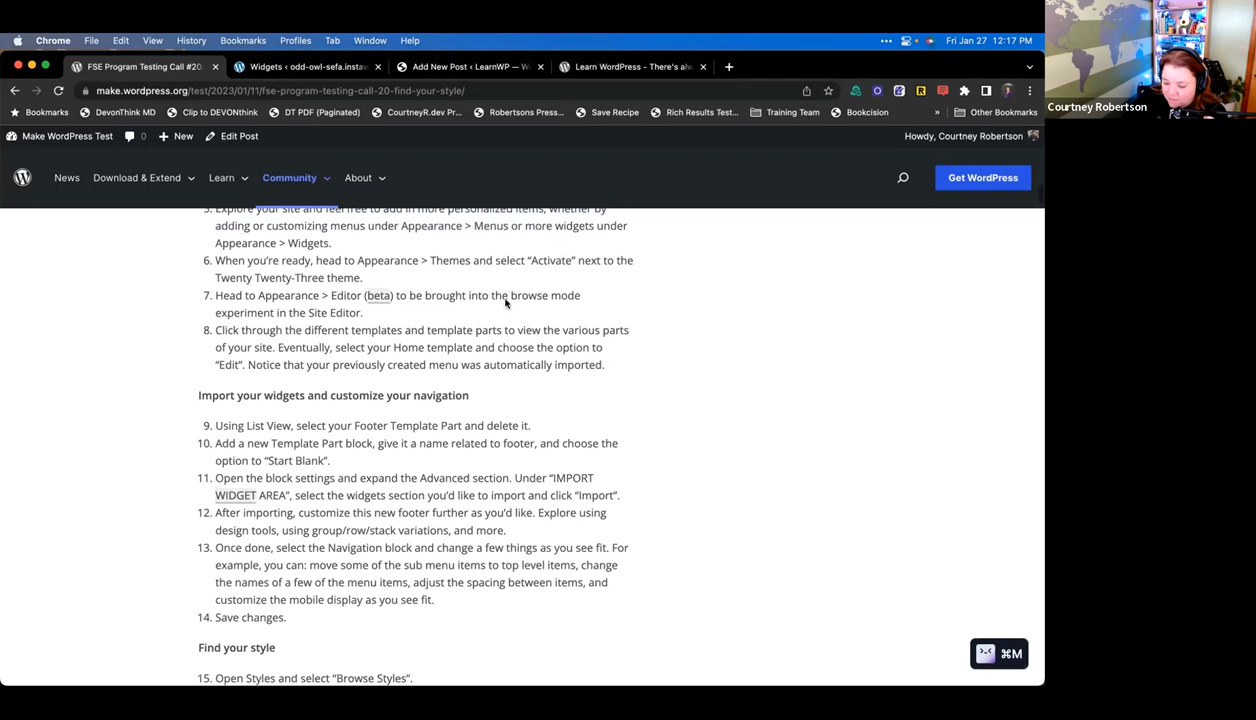 Chrome File Edit View History Bookmarks Profiles Tab Window Help
Fri Jan 27 12:17 PM
FSE Program Testing Call #20:
Widgets ‹ odd-owl-sefa.instaw
Add New Post ‹ LearnWP — W
Learn WordPress - There's alw
make.wordpress.org/test/2023/01/11/fse-program-testing-call-20-find-your-style/
Bookmarks DevonThink MD Clip to DEVONthink DT PDF (Paginated) CourtneyR.dev Pr... Robertsons Press... Save Recipe Rich Results Test... Training Team Bookcision » Other Bookmarks
Make WordPress Test 0 + New Edit Post Howdy, Courtney Robertson
News Download & Extend Learn Community About Get WordPress
5. Explore your site and feel free to add in more personalized items, whether by
adding or customizing menus under Appearance > Menus or more widgets under
Appearance > Widgets.
6. When you're ready, head to Appearance > Themes and select “Activate” next to the
Twenty Twenty-Three theme.
7. Head to Appearance > Editor (beta) to be brought into the browse mode
experiment in the Site Editor.
8. Click through the different templates and template parts to view the various parts
of your site. Eventually, select your Home template and choose the option to
“Edit”. Notice that your previously created menu was automatically imported.
Import your widgets and customize your navigation
9. Using List View, select your Footer Template Part and delete it.
10. Add a new Template Part block, give it a name related to footer, and choose the
option to “Start Blank”.
11. Open the block settings and expand the Advanced section. Under “IMPORT
WIDGET AREA”, select the widgets section you'd like to import and click “Import”.
12. After importing, customize this new footer further as you'd like. Explore using
design tools, using group/row/stack variations, and more.
13. Once done, select the Navigation block and change a few things as you see fit. For
example, you can: move some of the sub menu items to top level items, change
the names of a few of the menu items, adjust the spacing between items, and
customize the mobile display as you see fit.
14. Save changes.
Find your style
15. Open Styles and select “Browse Styles”.
⌘M
Courtney Robertson